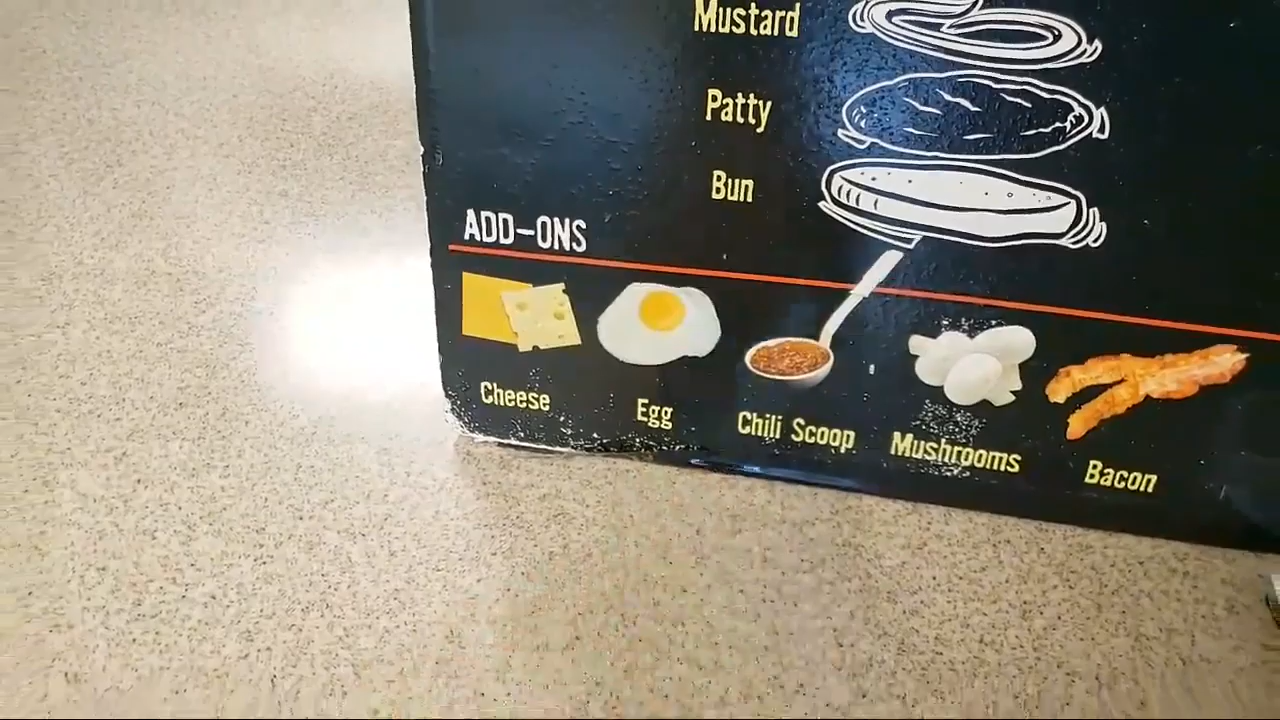 Mustard
Patty
Bun
ADD-ONS
Cheese
Egg
Chili Scoop
Mushrooms
Bacon